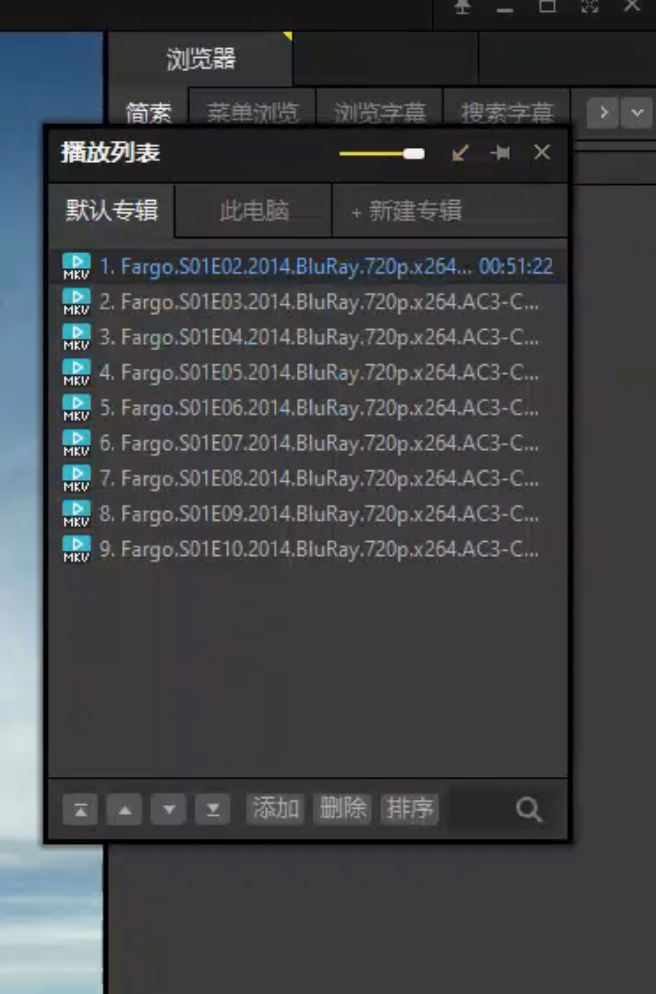 浏览器
简索 菜单浏览 浏览字幕 搜索字幕
播放列表
默认专辑 此电脑 + 新建专辑
MKV 1. Fargo.S01E02.2014.BluRay.720p.x264... 00:51:22
MKV 2. Fargo.S01E03.2014.BluRay.720p.x264.AC3-C...
MKV 3. Fargo.S01E04.2014.BluRay.720p.x264.AC3-C...
MKV 4. Fargo.S01E05.2014.BluRay.720p.x264.AC3-C...
MKV 5. Fargo.S01E06.2014.BluRay.720p.x264.AC3-C...
MKV 6. Fargo.S01E07.2014.BluRay.720p.x264.AC3-C...
MKV 7. Fargo.S01E08.2014.BluRay.720p.x264.AC3-C...
MKV 8. Fargo.S01E09.2014.BluRay.720p.x264.AC3-C...
MKV 9. Fargo.S01E10.2014.BluRay.720p.x264.AC3-C...
添加 删除 排序